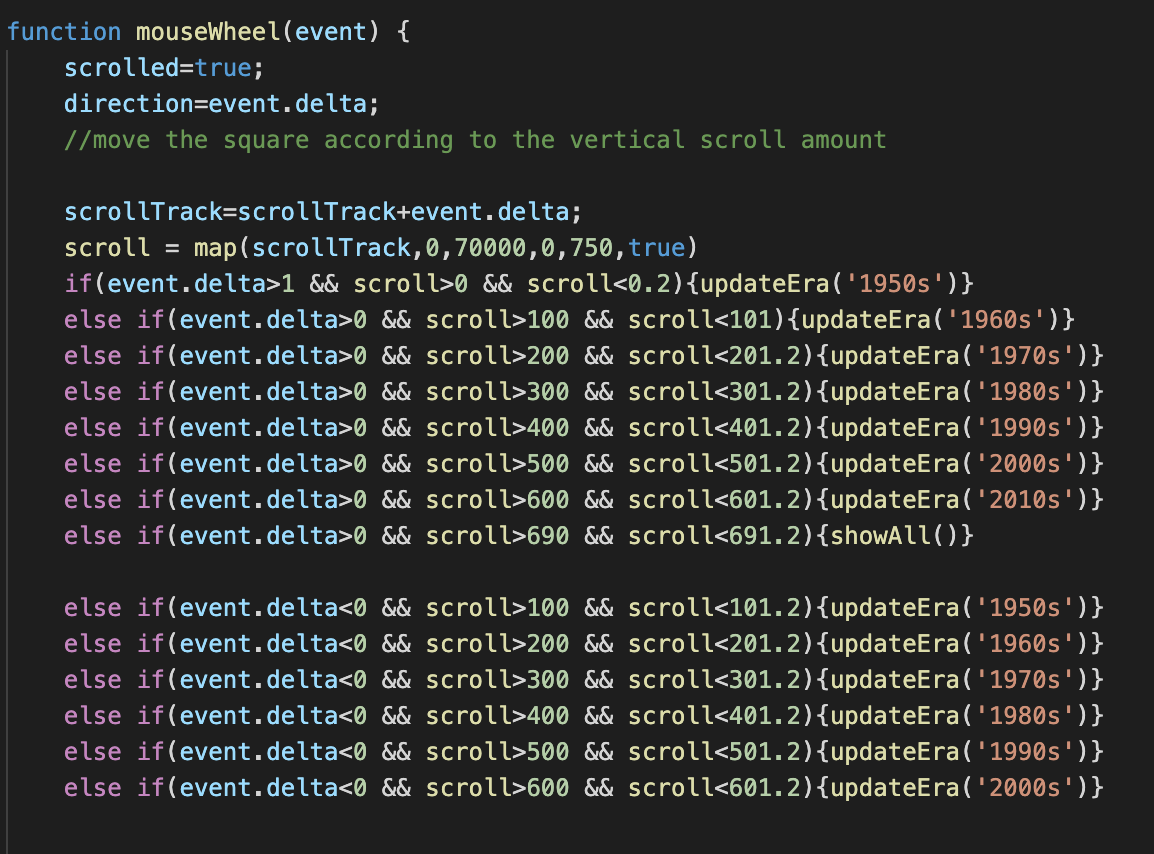 function mouseWheel(event) {
scrolled=true;
direction=event.delta;
//move the square according to the vertical scroll amount
scrollTrack=scrollTrack+event.delta;
scroll = map(scrollTrack,0,70000,0,750,true)
if(event.delta>1 && scroll>0 && scroll<0.2){updateEra('1950s')}
else if(event.delta>0 && scroll>100 && scroll<101){updateEra('1960s')}
else if(event.delta>0 && scroll>200 && scroll<201.2){updateEra('1970s')}
else if(event.delta>0 && scroll>300 && scroll<301.2){updateEra('1980s')}
else if(event.delta>0 && scroll>400 && scroll<401.2){updateEra('1990s')}
else if(event.delta>0 && scroll>500 && scroll<501.2){updateEra('2000s')}
else if(event.delta>0 && scroll>600 && scroll<601.2){updateEra('2010s')}
else if(event.delta>0 && scroll>690 && scroll<691.2){showAll()}
else if(event.delta<0 && scroll>100 && scroll<101.2){updateEra('1950s')}
else if(event.delta<0 && scroll>200 && scroll<201.2){updateEra('1960s')}
else if(event.delta<0 && scroll>300 && scroll<301.2){updateEra('1970s')}
else if(event.delta<0 && scroll>400 && scroll<401.2){updateEra('1980s')}
else if(event.delta<0 && scroll>500 && scroll<501.2){updateEra('1990s')}
else if(event.delta<0 && scroll>600 && scroll<601.2){updateEra('2000s')}